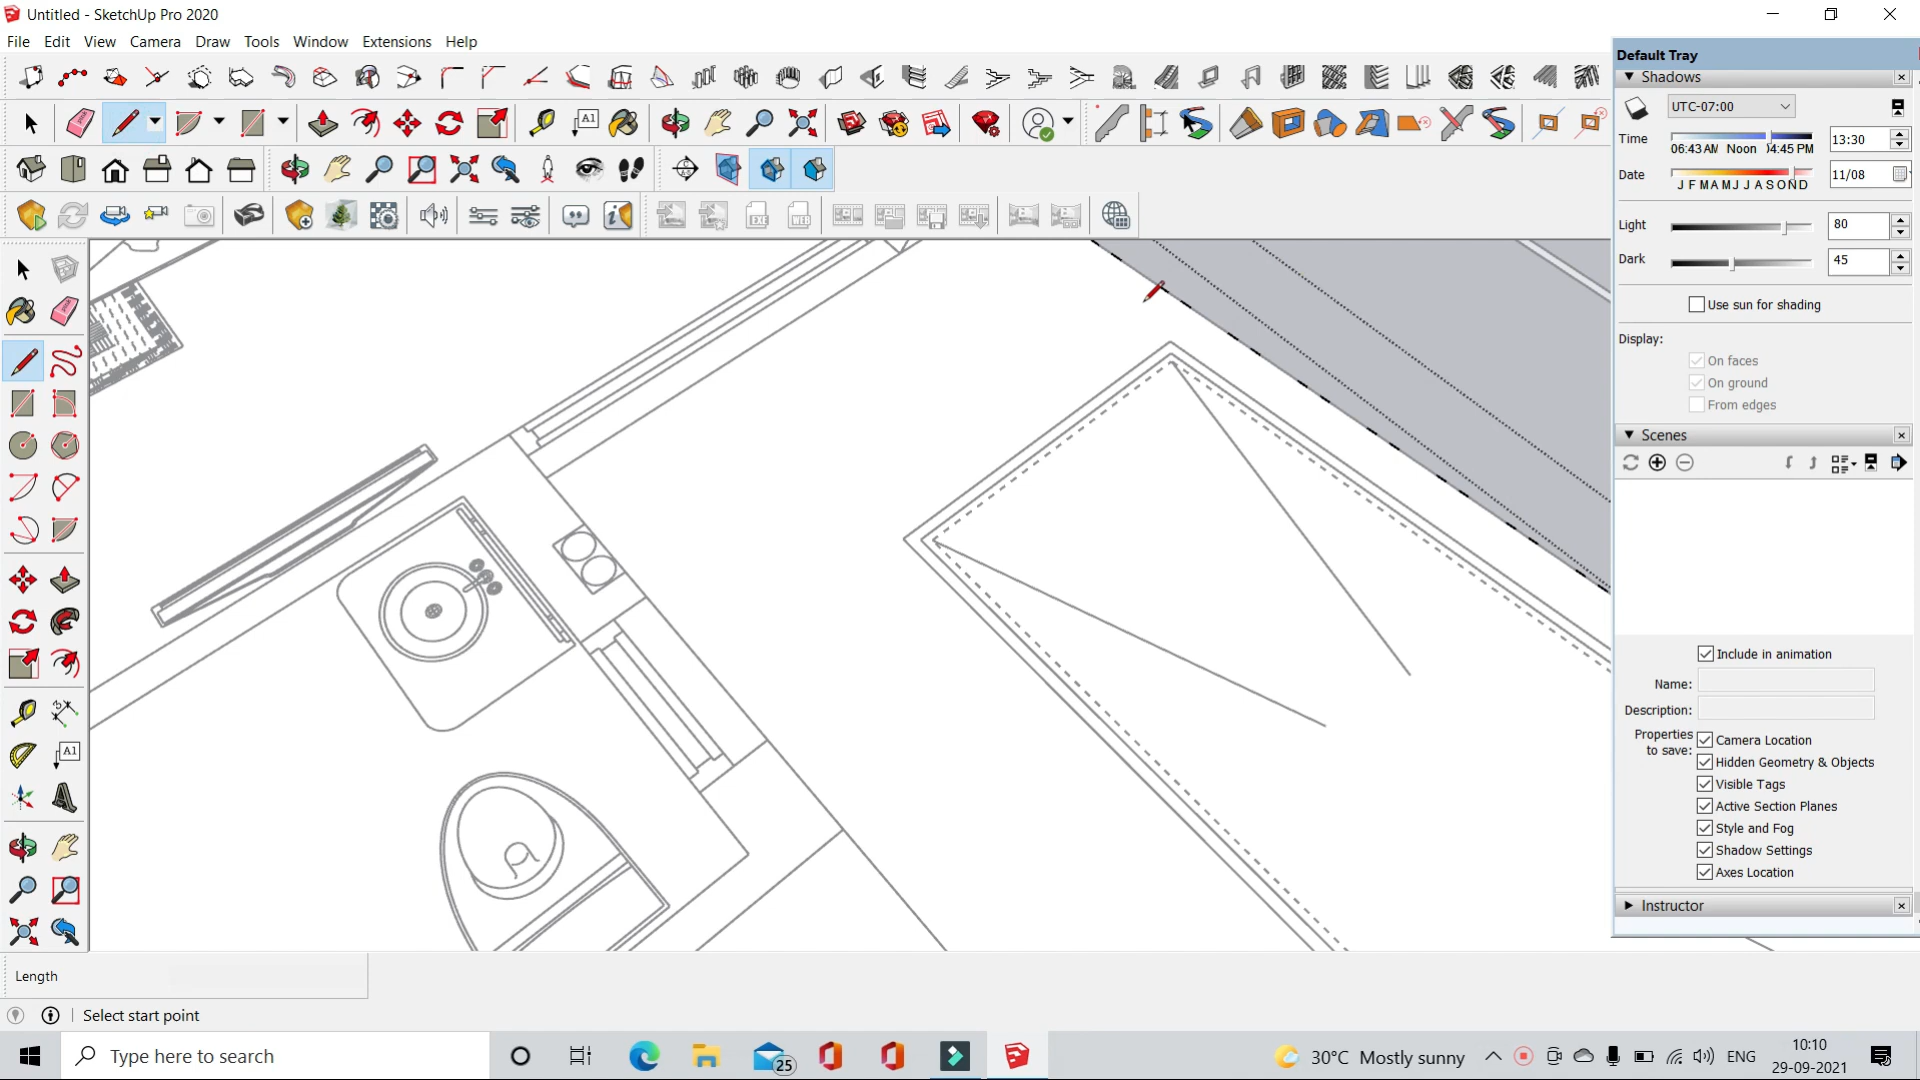 Untitled - SketchUp Pro 2020
File Edit View Camera Draw Tools Window Extensions Help
Default Tray
Shadows
UTC-07:00
Time 13:30
06:43 AM Noon 04:45 PM
Date 11/08
J F M A M J J A S O N D
Light 80
Dark 45
Use sun for shading
Display:
On faces
On ground
From edges
Scenes
Include in animation
Name:
Description:
Properties to save:
Camera Location
Hidden Geometry & Objects
Visible Tags
Active Section Planes
Style and Fog
Shadow Settings
Axes Location
Instructor
Length
Select start point
Type here to search
25
30°C Mostly sunny
ENG
10:10
29-09-2021